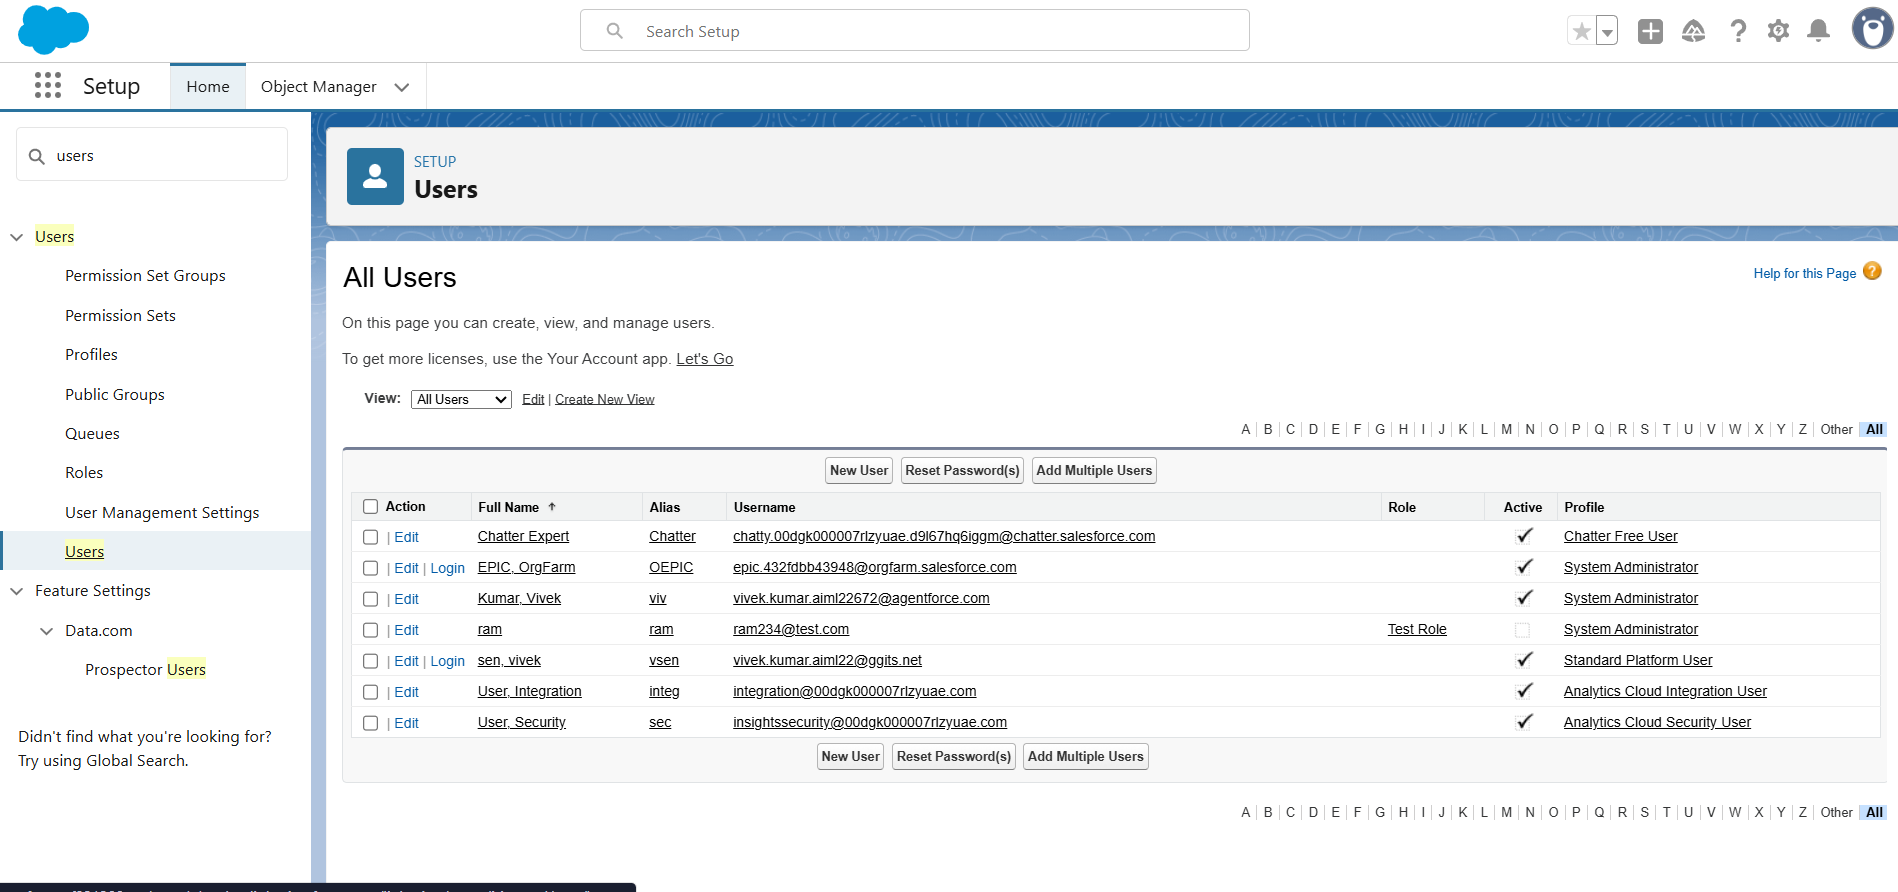 Search Setup
Setup
Home
Object Manager
users
Users
Permission Set Groups
Permission Sets
Profiles
Public Groups
Queues
Roles
User Management Settings
Users
Feature Settings
Data.com
Prospector Users
Didn't find what you're looking for?
Try using Global Search.
SETUP
Users
All Users
Help for this Page ?
On this page you can create, view, and manage users.
To get more licenses, use the Your Account app. Let's Go
View: All Users Edit | Create New View
A | B | C | D | E | F | G | H | I | J | K | L | M | N | O | P | Q | R | S | T | U | V | W | X | Y | Z | Other | All
New User Reset Password(s) Add Multiple Users
Action Full Name Alias Username Role Active Profile
| Edit Chatter Expert Chatter chatty.00dgk000007rlzyuae.d9l67hq6iggm@chatter.salesforce.com Chatter Free User
| Edit | Login EPIC, OrgFarm OEPIC epic.432fdbb43948@orgfarm.salesforce.com System Administrator
| Edit Kumar, Vivek viv vivek.kumar.aiml22672@agentforce.com System Administrator
| Edit ram ram ram234@test.com Test Role System Administrator
| Edit | Login sen, vivek vsen vivek.kumar.aiml22@ggits.net Standard Platform User
| Edit User, Integration integ integration@00dgk000007rlzyuae.com Analytics Cloud Integration User
| Edit User, Security sec insightssecurity@00dgk000007rlzyuae.com Analytics Cloud Security User
New User Reset Password(s) Add Multiple Users
A | B | C | D | E | F | G | H | I | J | K | L | M | N | O | P | Q | R | S | T | U | V | W | X | Y | Z | Other | All